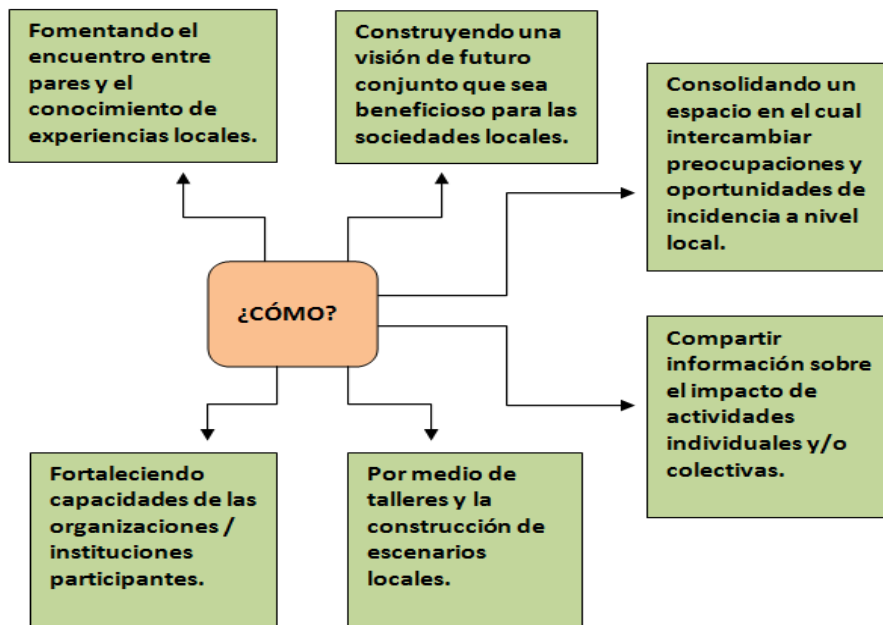 Fomentando el
encuentro entre
pares y el
conocimiento de
experiencias locales.
Construyendo una
visión de futuro
conjunto que sea
beneficioso para las
sociedades locales.
Consolidando un
espacio en el cual
intercambiar
preocupaciones y
oportunidades de
incidencia a nivel
local.
¿CÓMO?
Compartir
información sobre
el impacto de
actividades
individuales y/o
colectivas.
Fortaleciendo
capacidades de las
organizaciones /
instituciones
participantes.
Por medio de
talleres y la
construcción de
escenarios
locales.